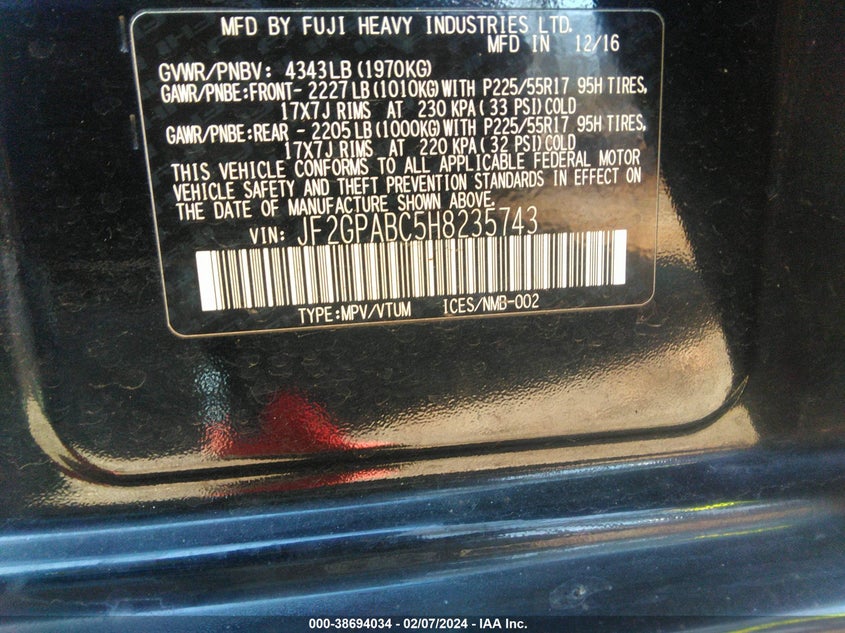 MFD BY FUJI HEAVY INDUSTRIES LTD.
MFD IN 12/16
GVWR/PNBV: 4343LB (1970KG)
GAWR/PNBE:FRONT- 2227LB (1010KG) WITH P225/55R17 95H TIRES,
17X7J RIMS AT 230 KPA ( 33 PSI) COLD
GAWR/PNBE:REAR - 2205LB (1000KG) WITH P225/55R17 95H TIRES,
17X7J RIMS AT 220 KPA ( 32 PSI) COLD
THIS VEHICLE CONFORMS TO ALL APPLICABLE FEDERAL MOTOR
VEHICLE SAFETY AND THEFT PREVENTION STANDARDS IN EFFECT ON
THE DATE OF MANUFACTURE SHOWN ABOVE.
VIN: JF2GPABC5H8235743
TYPE:MPV/VTUM ICES/NMB-002
000-38694034 - 02/07/2024 - IAA Inc.